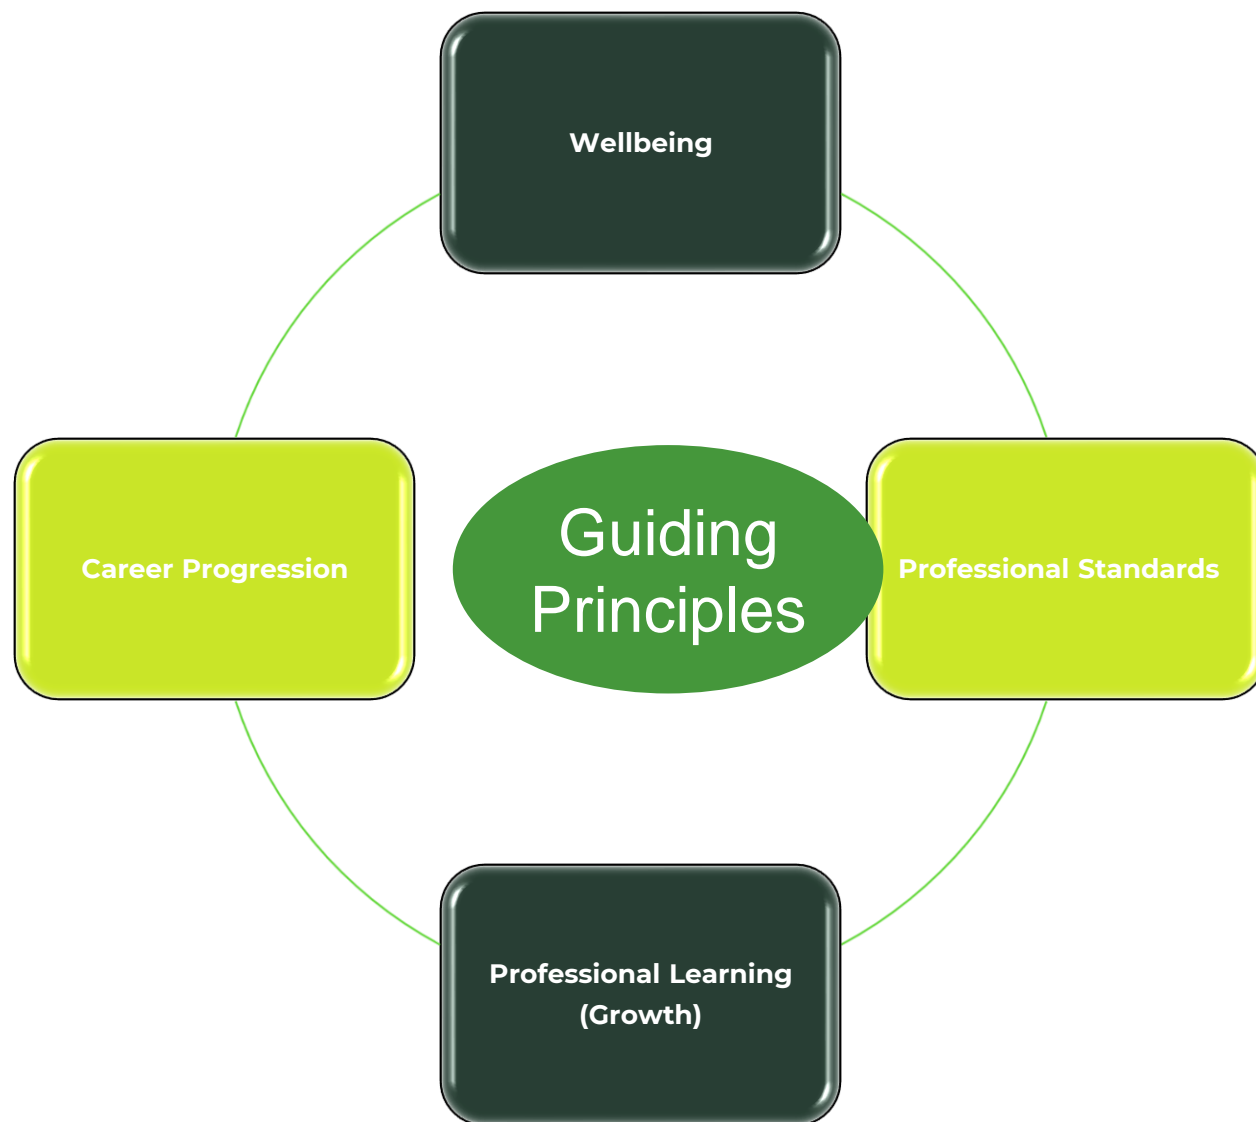 Wellbeing
Career Progression
Guiding
Principles
Professional Standards
Professional Learning
(Growth)